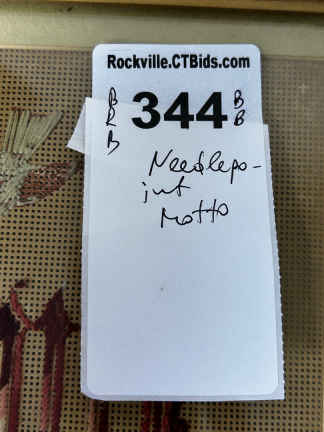 Rockville.CTBids.com
B
R
B
344
B
B
Needlepo-
int
Motto